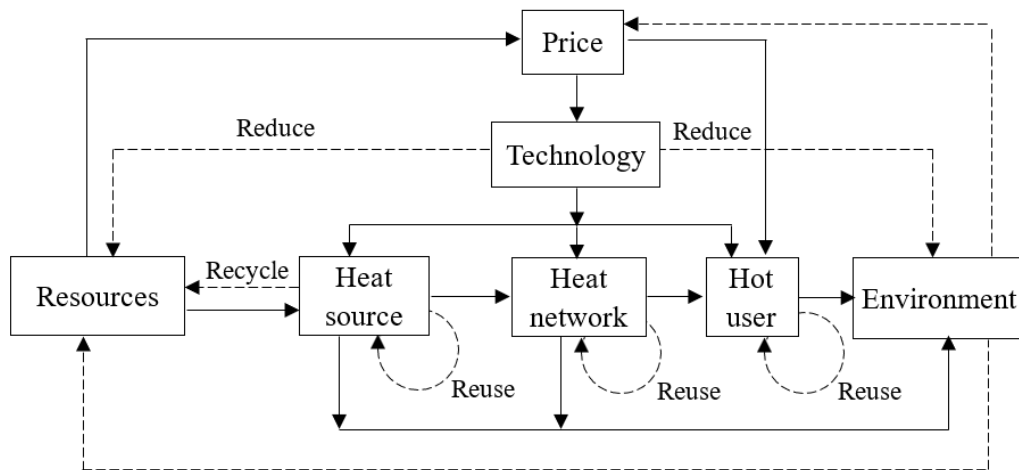 Price
Reduce
Reduce
Technology
Recycle
Resources
Heat
source
Heat
network
Hot
user
Environment
Reuse
Reuse
Reuse